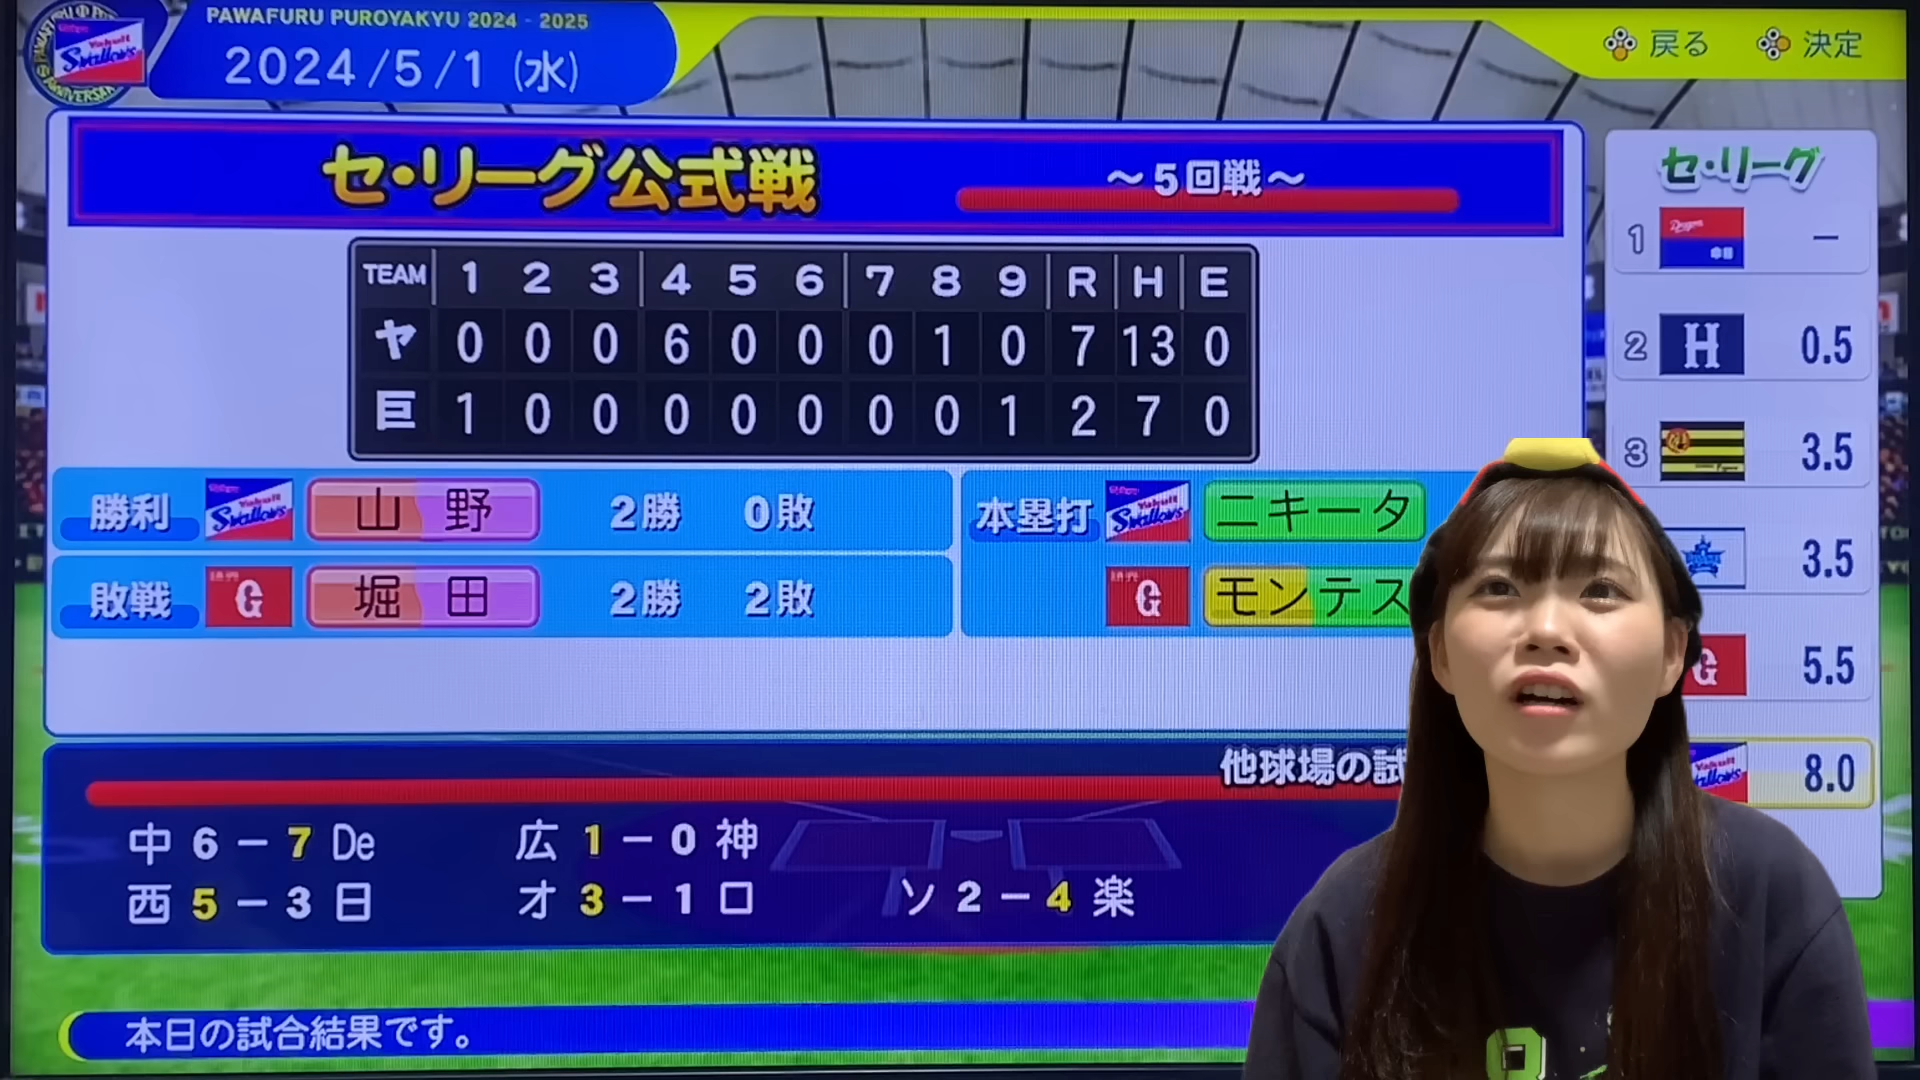 PAWAFURU PUROYAKYU 2024 - 2025
2024/5/1 (水)
戻る 決定
セ・リーグ公式戦 ～5回戦～
TEAM 1 2 3 4 5 6 7 8 9 R H E
ヤ 0 0 0 6 0 0 0 1 0 7 13 0
巨 1 0 0 0 0 0 0 0 1 2 7 0
勝利 Yakult Swallows 山野 2勝 0敗
敗戦 G 堀田 2勝 2敗
本塁打 Yakult Swallows ニキータ
G モンテス
セ・リーグ
1 Dragons 中日 –
2 H 0.5
3 3.5
3.5
G 5.5
8.0
他球場の試
中 6 – 7 De
広 1 – 0 神
西 5 – 3 日
オ 3 – 1 ロ
ソ 2 – 4 楽
本日の試合結果です。